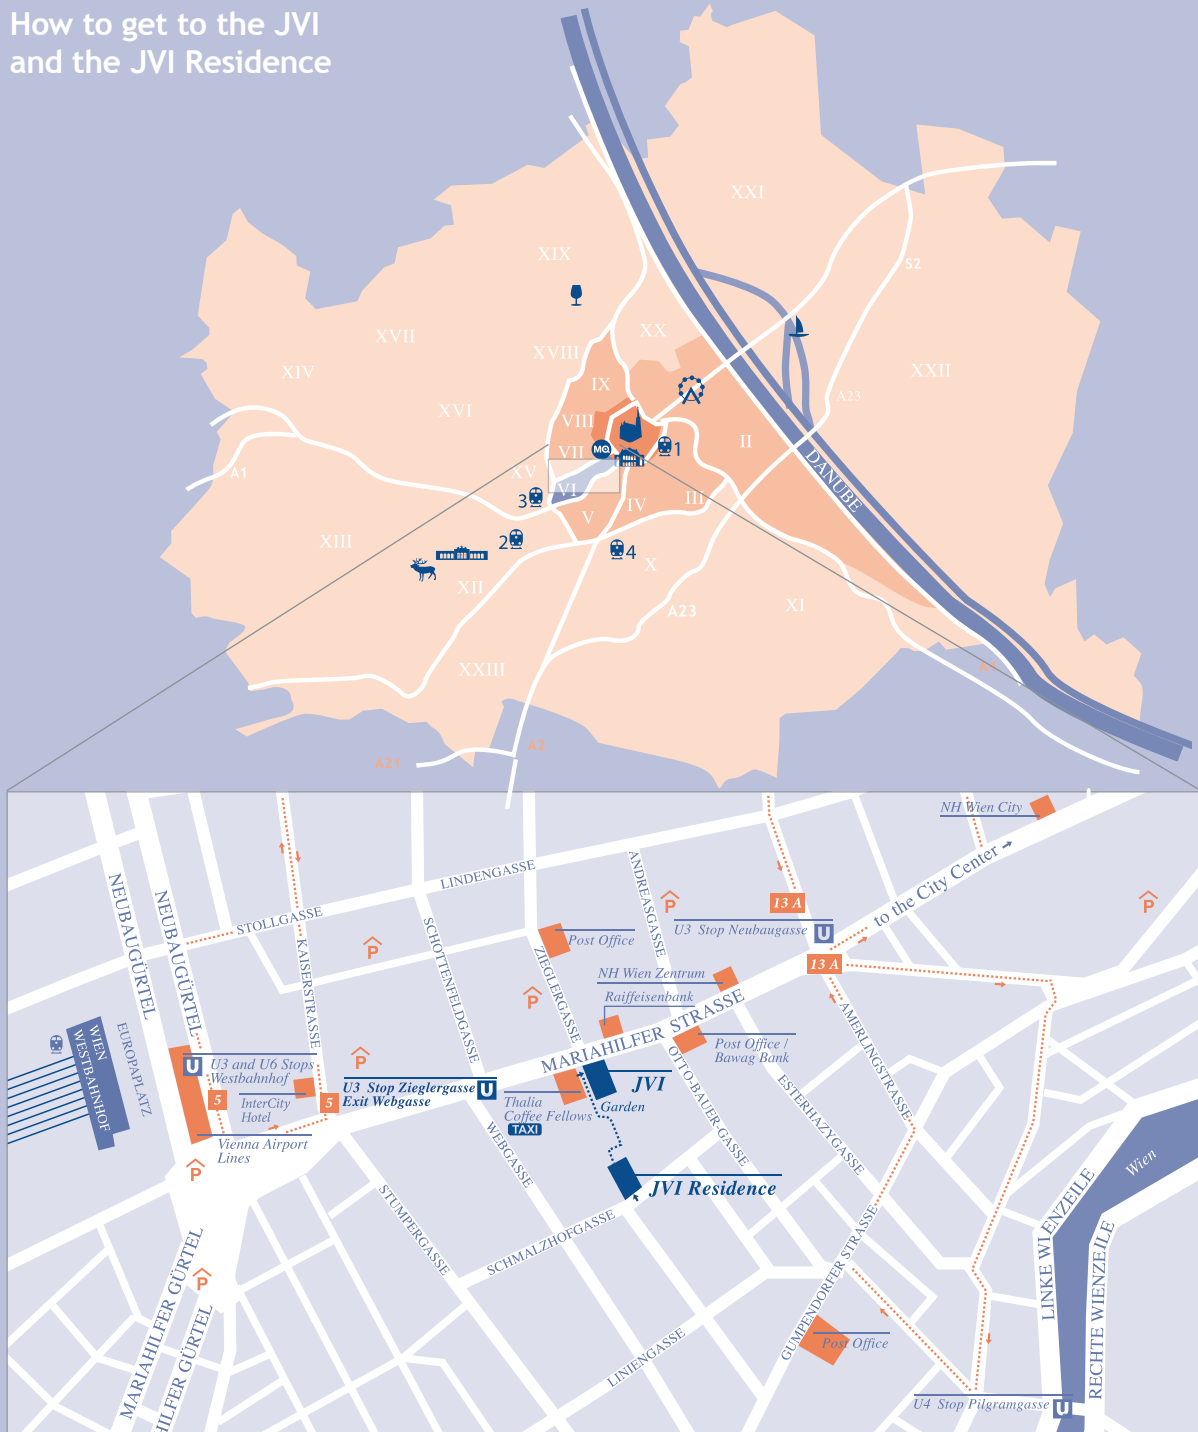 How to get to the JVI
and the JVI Residence
XXI
XIX
S2
XX
XVII
XVIII
XIV
XXII
IX
A23
XVI
VIII
II
MQ
1
VII
A1
XV
DANUBE
VI
3
III
IV
V
XIII
2
4
X
XII
XI
A23
XXIII
A4
A2
A21
NH Wien City
to the City Center
LINDENGASSE
ANDREASGASSE
NEUBAUGÜRTEL
NEUBAUGÜRTEL
STOLLGASSE
KAISERSTRASSE
SCHOTTENFELDGASSE
ZIEGLERGASSE
P
P
P
P
P
P
P
13 A
U3 Stop Neubaugasse
U
Post Office
13 A
NH Wien Zentrum
Raiffeisenbank
MARIAHILFER STRASSE
AMERLINGSTRASSE
WIEN
WESTBAHNHOF
EUROPAPLATZ
U
U3 and U6 Stops
Westbahnhof
InterCity
Hotel
5
5
Vienna Airport
Lines
U3 Stop Zieglergasse
Exit Webgasse
U
Thalia
Coffee Fellows
TAXI
JVI
Garden
Post Office /
Bawag Bank
OTTO-BAUER-GASSE
ESTERHAZYGASSE
WEBGASSE
JVI Residence
STUMPERGASSE
SCHMALZHOFGASSE
Wien
LINKE WIENZEILE
RECHTE WIENZEILE
GUMPENDORFER STRASSE
MARIAHILFER GÜRTEL
HILFER GÜRTEL
LINIENGASSE
Post Office
U4 Stop Pilgramgasse
U